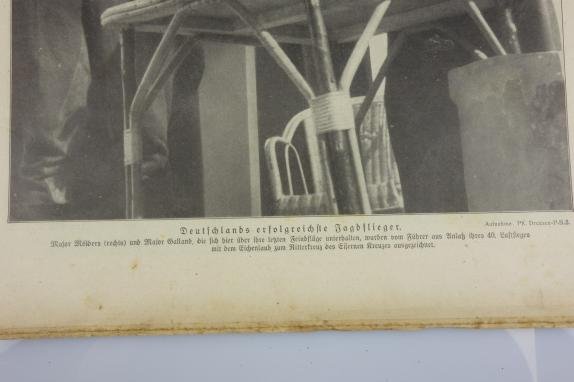 Deutschlands erfolgreichste Jagdflieger.
Aufnahme. PK.
Major Mölders (rechts) und Major Galland, die sich hier über ihre letzten Feindflüge unterhalten, wurden vom Führer aus Anlaß ihres 40. Luftsieges
mit dem Eichenlaub zum Ritterkreuz des Eisernen Kreuzes ausgezeichnet.